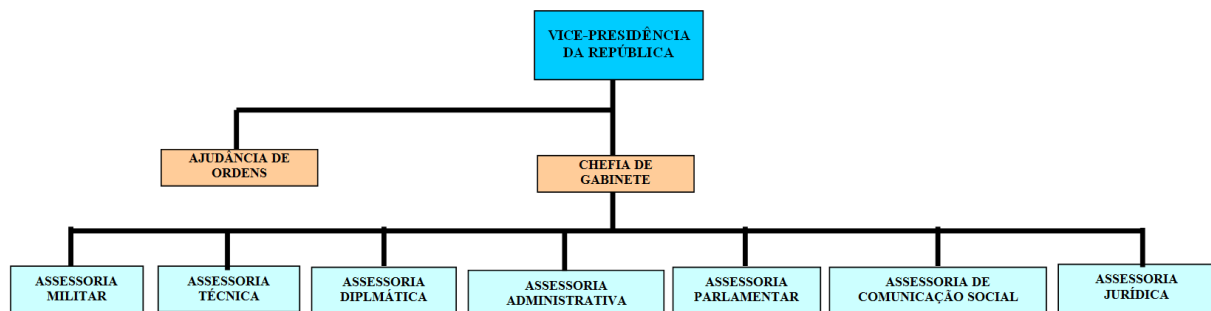 VICE-PRESIDÊNCIA
DA REPÚBLICA
AJUDÂNCIA DE
ORDENS
CHEFIA DE
GABINETE
ASSESSORIA
MILITAR
ASSESSORIA
TÉCNICA
ASSESSORIA
DIPLMÁTICA
ASSESSORIA
ADMINISTRATIVA
ASSESSORIA
PARLAMENTAR
ASSESSORIA DE
COMUNICAÇÃO SOCIAL
ASSESSORIA
JURÍDICA